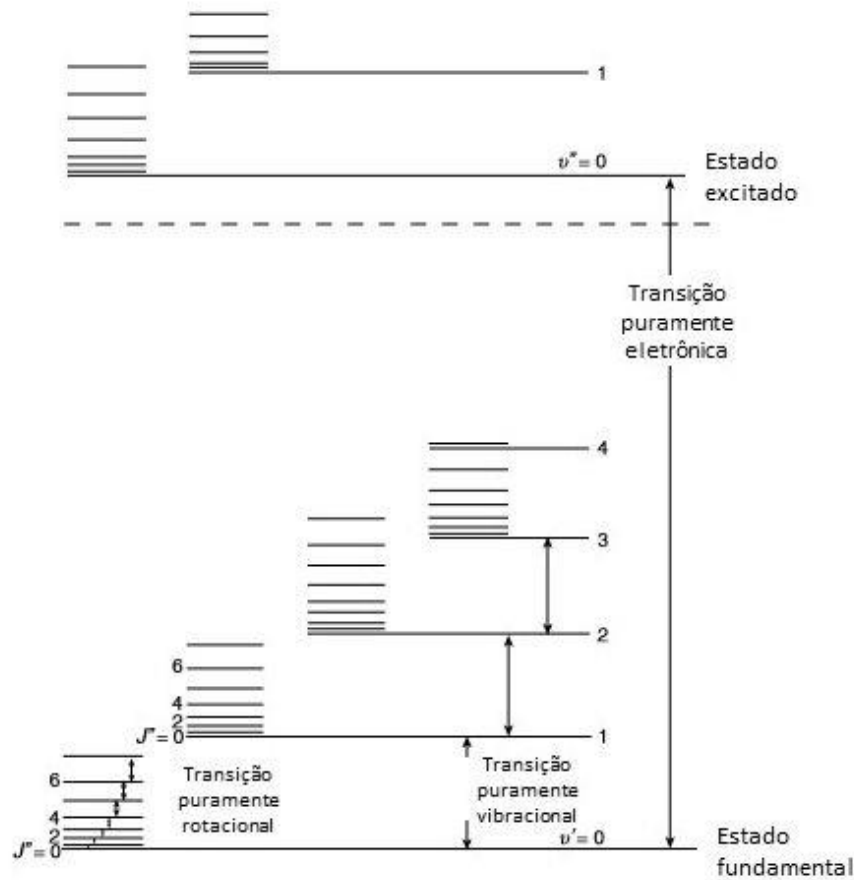 1
υ″ = 0
Estado
excitado
Transição
puramente
eletrônica
4
3
2
6
4
2
J″ = 0
1
Transição
puramente
rotacional
Transição
puramente
vibracional
6
4
2
J″ = 0
υ′ = 0
Estado
fundamental